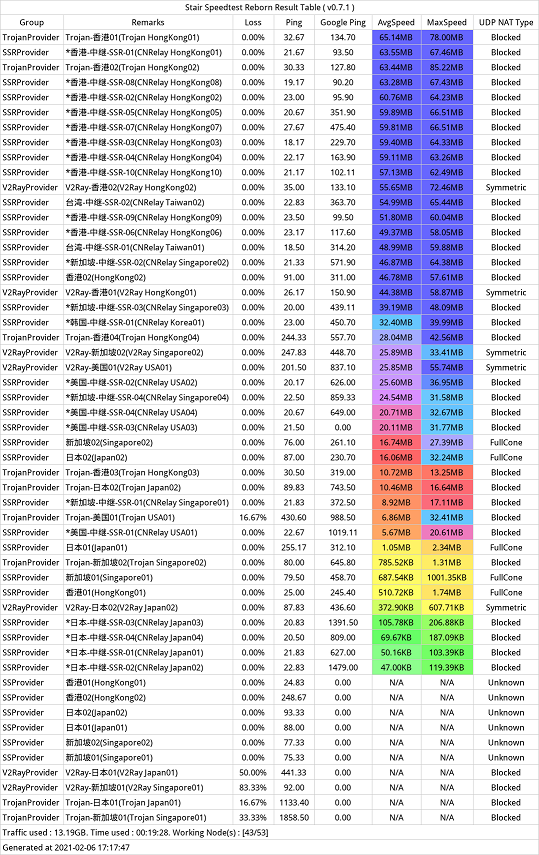 Stair Speedtest Reborn Result Table ( v0.7.1 )
Group Remarks Loss Ping Google Ping AvgSpeed MaxSpeed UDP NAT Type
TrojanProvider Trojan-香港01(Trojan HongKong01) 0.00% 32.67 134.70 65.14MB 78.00MB Blocked
SSRProvider *香港-中继-SSR-01(CNRelay HongKong01) 0.00% 21.67 93.50 63.55MB 67.46MB Blocked
TrojanProvider Trojan-香港02(Trojan HongKong02) 0.00% 30.33 127.80 63.44MB 85.22MB Blocked
SSRProvider *香港-中继-SSR-08(CNRelay HongKong08) 0.00% 19.17 90.20 63.28MB 67.43MB Blocked
SSRProvider *香港-中继-SSR-02(CNRelay HongKong02) 0.00% 23.00 95.90 60.76MB 64.23MB Blocked
SSRProvider *香港-中继-SSR-05(CNRelay HongKong05) 0.00% 20.67 351.90 59.89MB 66.51MB Blocked
SSRProvider *香港-中继-SSR-07(CNRelay HongKong07) 0.00% 27.67 475.40 59.81MB 66.51MB Blocked
SSRProvider *香港-中继-SSR-03(CNRelay HongKong03) 0.00% 18.17 229.70 59.40MB 64.33MB Blocked
SSRProvider *香港-中继-SSR-04(CNRelay HongKong04) 0.00% 22.17 163.90 59.11MB 63.26MB Blocked
SSRProvider *香港-中继-SSR-10(CNRelay HongKong10) 0.00% 21.17 102.11 57.13MB 62.49MB Blocked
V2RayProvider V2Ray-香港02(V2Ray HongKong02) 0.00% 35.00 133.10 55.65MB 72.46MB Symmetric
SSRProvider 台湾-中继-SSR-02(CNRelay Taiwan02) 0.00% 22.83 363.70 54.99MB 65.44MB Blocked
SSRProvider *香港-中继-SSR-09(CNRelay HongKong09) 0.00% 23.50 99.50 51.80MB 60.04MB Blocked
SSRProvider *香港-中继-SSR-06(CNRelay HongKong06) 0.00% 23.17 117.60 49.37MB 58.05MB Blocked
SSRProvider 台湾-中继-SSR-01(CNRelay Taiwan01) 0.00% 18.50 314.20 48.99MB 59.88MB Blocked
SSRProvider *新加坡-中继-SSR-02(CNRelay Singapore02) 0.00% 21.33 571.90 46.87MB 64.38MB Blocked
SSRProvider 香港02(HongKong02) 0.00% 91.00 311.00 46.78MB 57.61MB Blocked
V2RayProvider V2Ray-香港01(V2Ray HongKong01) 0.00% 26.17 150.90 44.38MB 58.87MB Symmetric
SSRProvider *新加坡-中继-SSR-03(CNRelay Singapore03) 0.00% 20.00 439.11 39.19MB 48.09MB Blocked
SSRProvider *韩国-中继-SSR-01(CNRelay Korea01) 0.00% 23.00 450.70 32.40MB 39.99MB Blocked
TrojanProvider Trojan-香港04(Trojan HongKong04) 0.00% 244.33 557.70 28.04MB 42.56MB Blocked
V2RayProvider V2Ray-新加坡02(V2Ray Singapore02) 0.00% 247.83 448.70 25.89MB 33.41MB Symmetric
V2RayProvider V2Ray-美国01(V2Ray USA01) 0.00% 201.50 837.10 25.85MB 55.74MB Symmetric
SSRProvider *美国-中继-SSR-02(CNRelay USA02) 0.00% 20.17 626.00 25.60MB 36.95MB Blocked
SSRProvider *新加坡-中继-SSR-04(CNRelay Singapore04) 0.00% 22.50 859.33 24.54MB 31.58MB Blocked
SSRProvider *美国-中继-SSR-04(CNRelay USA04) 0.00% 20.67 649.00 20.71MB 32.67MB Blocked
SSRProvider *美国-中继-SSR-03(CNRelay USA03) 0.00% 21.50 0.00 20.11MB 31.77MB Blocked
SSRProvider 新加坡02(Singapore02) 0.00% 76.00 261.10 16.74MB 27.39MB FullCone
SSRProvider 日本02(Japan02) 0.00% 87.00 230.70 16.06MB 32.24MB FullCone
TrojanProvider Trojan-香港03(Trojan HongKong03) 0.00% 30.50 319.00 10.72MB 13.25MB Blocked
TrojanProvider Trojan-日本02(Trojan Japan02) 0.00% 89.83 743.50 10.46MB 16.64MB Blocked
SSRProvider *新加坡-中继-SSR-01(CNRelay Singapore01) 0.00% 21.83 372.50 8.92MB 17.11MB Blocked
TrojanProvider Trojan-美国01(Trojan USA01) 16.67% 430.60 988.50 6.86MB 32.41MB Blocked
SSRProvider *美国-中继-SSR-01(CNRelay USA01) 0.00% 22.67 1019.11 5.67MB 20.61MB Blocked
SSRProvider 日本01(Japan01) 0.00% 255.17 312.10 1.05MB 2.34MB FullCone
TrojanProvider Trojan-新加坡02(Trojan Singapore02) 0.00% 80.00 645.80 785.52KB 1.31MB Blocked
SSRProvider 新加坡01(Singapore01) 0.00% 79.50 458.70 687.54KB 1001.35KB FullCone
SSRProvider 香港01(HongKong01) 0.00% 25.00 245.40 510.72KB 1.74MB FullCone
V2RayProvider V2Ray-日本02(V2Ray Japan02) 0.00% 87.83 436.60 372.90KB 607.71KB Symmetric
SSRProvider *日本-中继-SSR-03(CNRelay Japan03) 0.00% 20.83 1391.50 105.78KB 206.88KB Blocked
SSRProvider *日本-中继-SSR-04(CNRelay Japan04) 0.00% 20.50 809.00 69.67KB 187.09KB Blocked
SSRProvider *日本-中继-SSR-01(CNRelay Japan01) 0.00% 21.83 627.00 50.16KB 103.39KB Blocked
SSRProvider *日本-中继-SSR-02(CNRelay Japan02) 0.00% 22.83 1479.00 47.00KB 119.39KB Blocked
SSProvider 香港01(HongKong01) 0.00% 24.83 0.00 N/A N/A Unknown
SSProvider 香港02(HongKong02) 0.00% 248.67 0.00 N/A N/A Unknown
SSProvider 日本02(Japan02) 0.00% 93.33 0.00 N/A N/A Unknown
SSProvider 日本01(Japan01) 0.00% 88.00 0.00 N/A N/A Unknown
SSProvider 新加坡02(Singapore02) 0.00% 77.33 0.00 N/A N/A Unknown
SSProvider 新加坡01(Singapore01) 0.00% 75.33 0.00 N/A N/A Unknown
V2RayProvider V2Ray-日本01(V2Ray Japan01) 50.00% 441.33 0.00 N/A N/A Blocked
V2RayProvider V2Ray-新加坡01(V2Ray Singapore01) 83.33% 92.00 0.00 N/A N/A Blocked
TrojanProvider Trojan-日本01(Trojan Japan01) 16.67% 1133.40 0.00 N/A N/A Blocked
TrojanProvider Trojan-新加坡01(Trojan Singapore01) 33.33% 1858.50 0.00 N/A N/A Blocked
Traffic used : 13.19GB. Time used : 00:19:28. Working Node(s) : [43/53]
Generated at 2021-02-06 17:17:47